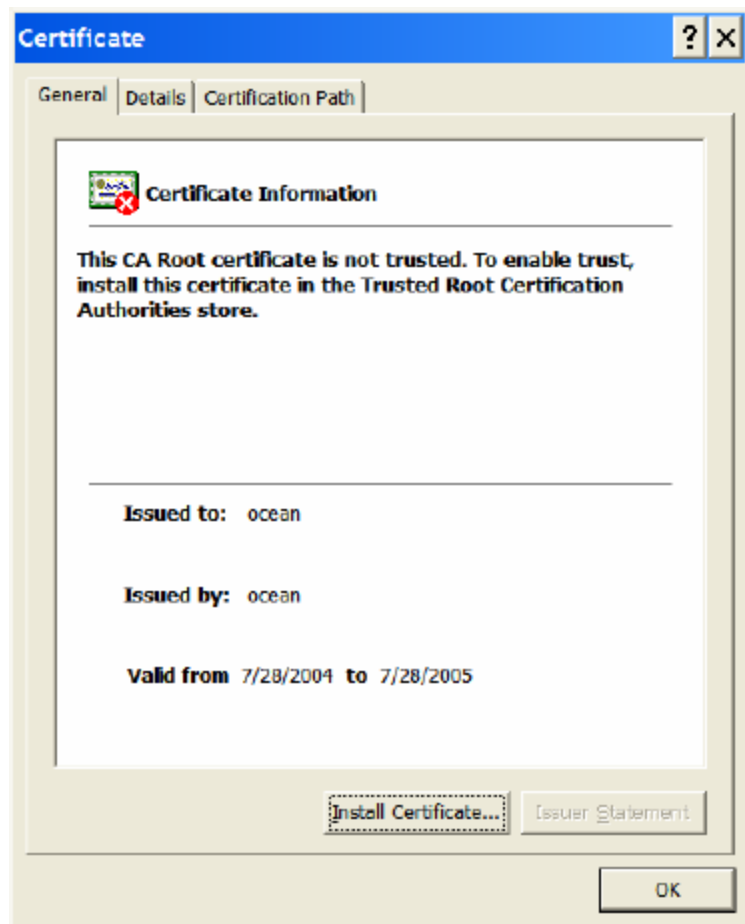 Certificate
General Details Certification Path
Certificate Information
This CA Root certificate is not trusted. To enable trust,
install this certificate in the Trusted Root Certification
Authorities store.
Issued to: ocean
Issued by: ocean
Valid from 7/28/2004 to 7/28/2005
Install Certificate... Issuer Statement
OK